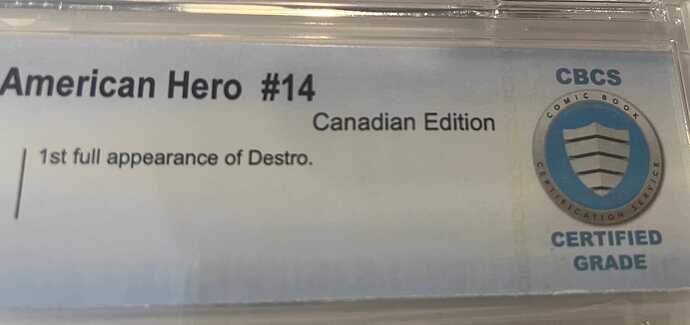 American Hero #14
Canadian Edition
1st full appearance of Destro.
CBCS
COMIC BOOK
CERTIFICATION SERVICE
CERTIFIED
GRADE